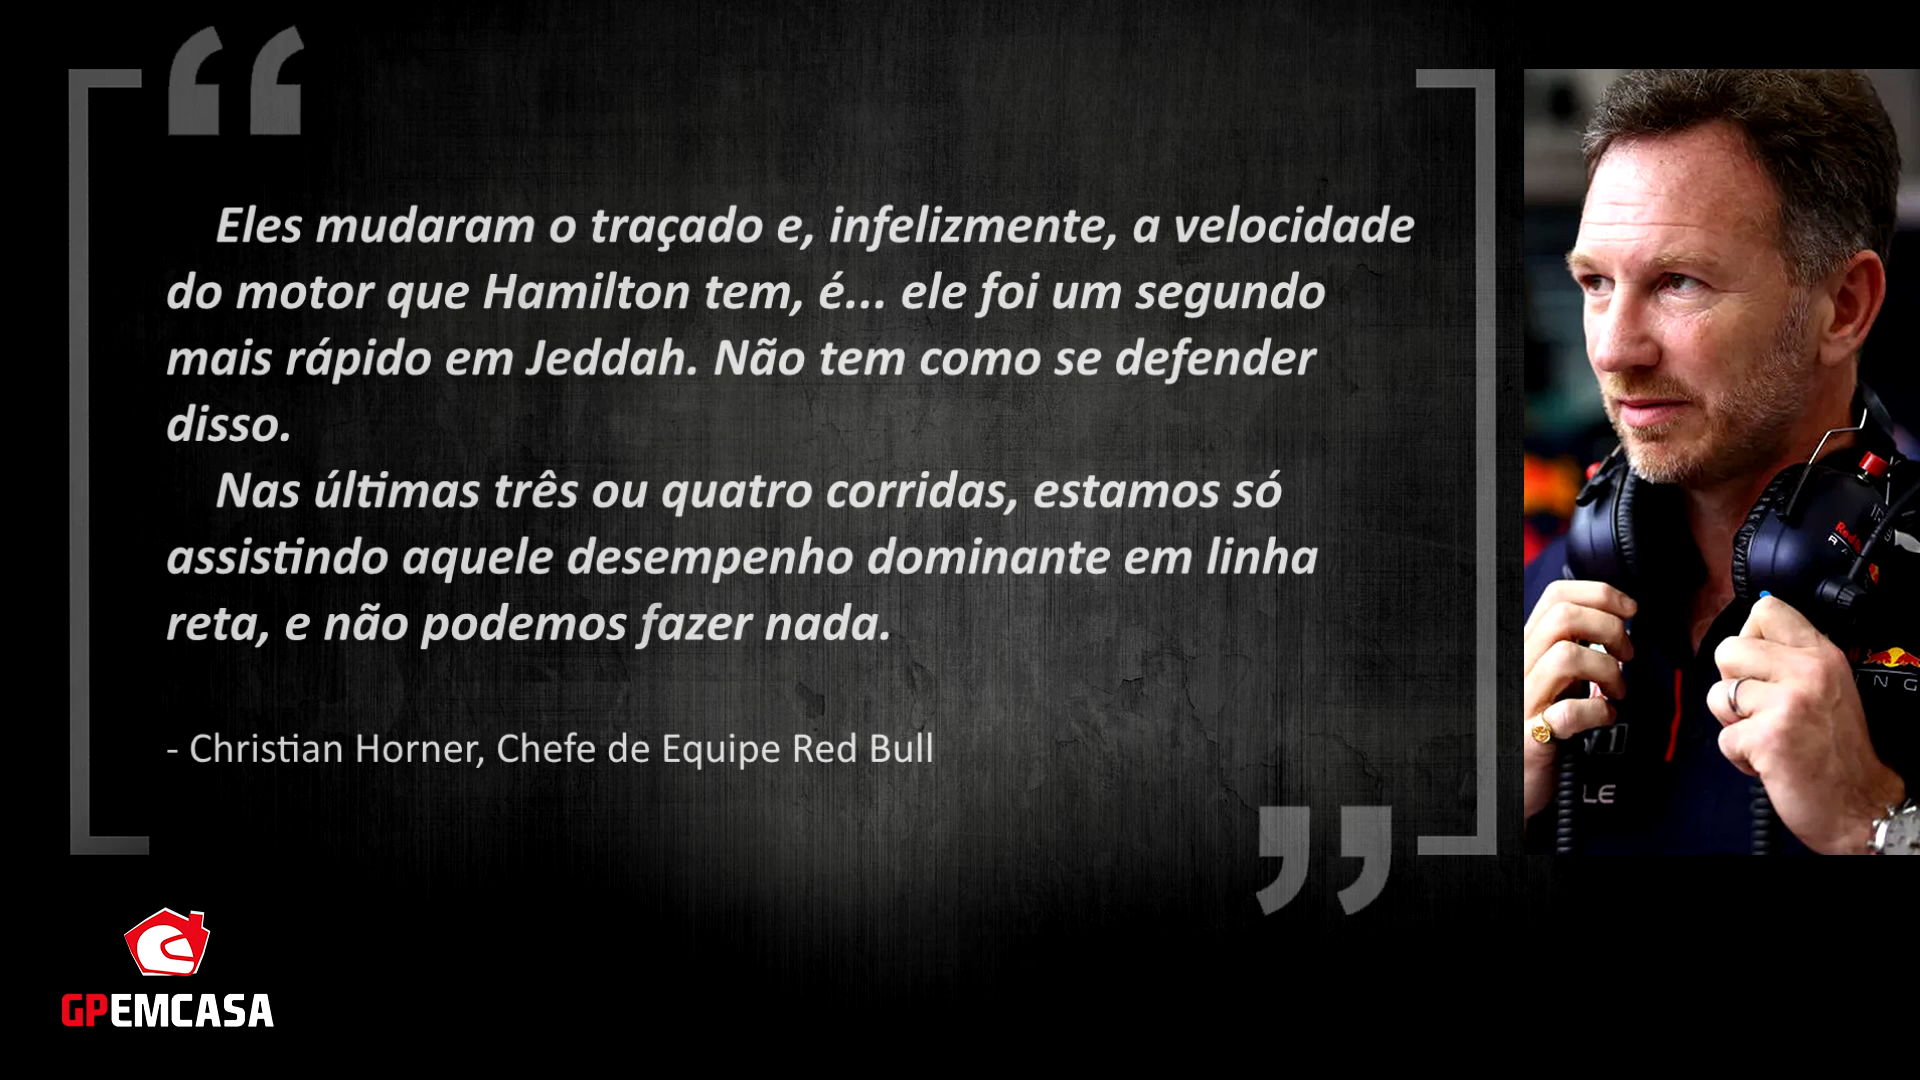 Eles mudaram o traçado e, infelizmente, a velocidade
do motor que Hamilton tem, é... ele foi um segundo
mais rápido em Jeddah. Não tem como se defender
disso.
Nas últimas três ou quatro corridas, estamos só
assistindo aquele desempenho dominante em linha
reta, e não podemos fazer nada.
- Christian Horner, Chefe de Equipe Red Bull
GPEMCASA